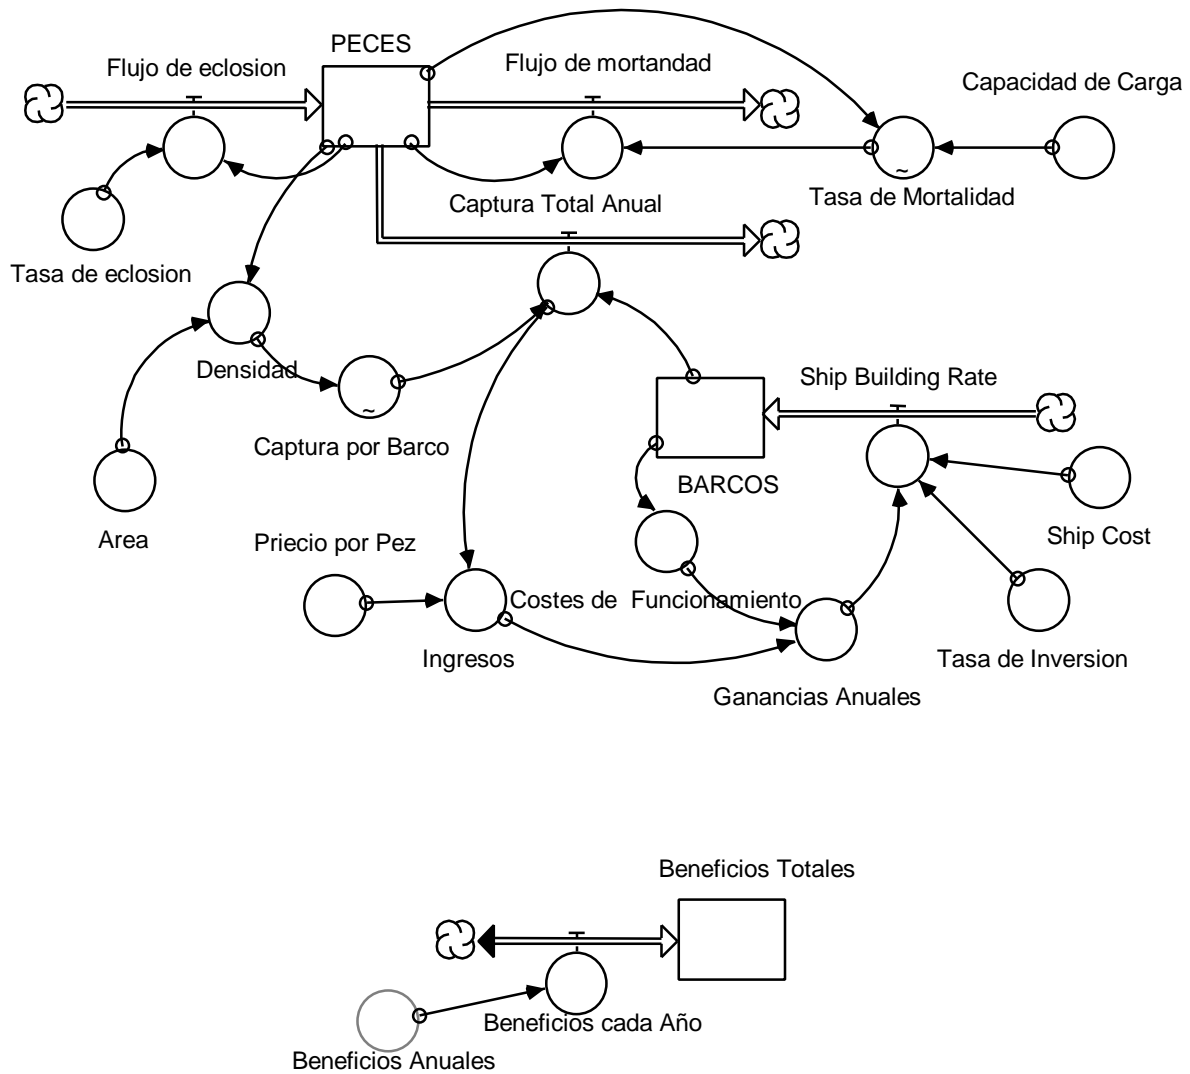 PECES
Flujo de eclosion
Flujo de mortandad
Capacidad de Carga
Captura Total Anual
Tasa de Mortalidad
Tasa de eclosion
Densidad
Ship Building Rate
Captura por Barco
BARCOS
Area
Priecio por Pez
Ship Cost
Costes de Funcionamiento
Ingresos
Tasa de Inversion
Ganancias Anuales
Beneficios Totales
Beneficios cada Año
Beneficios Anuales